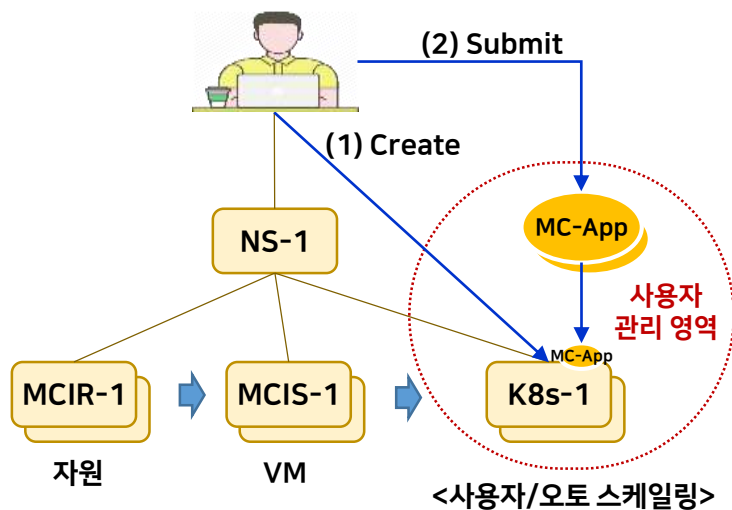 (2) Submit
(1) Create
MC-App
NS-1
사용자
관리 영역
MC-App
MCIR-1
MCIS-1
K8s-1
자원
VM
<사용자/오토 스케일링>